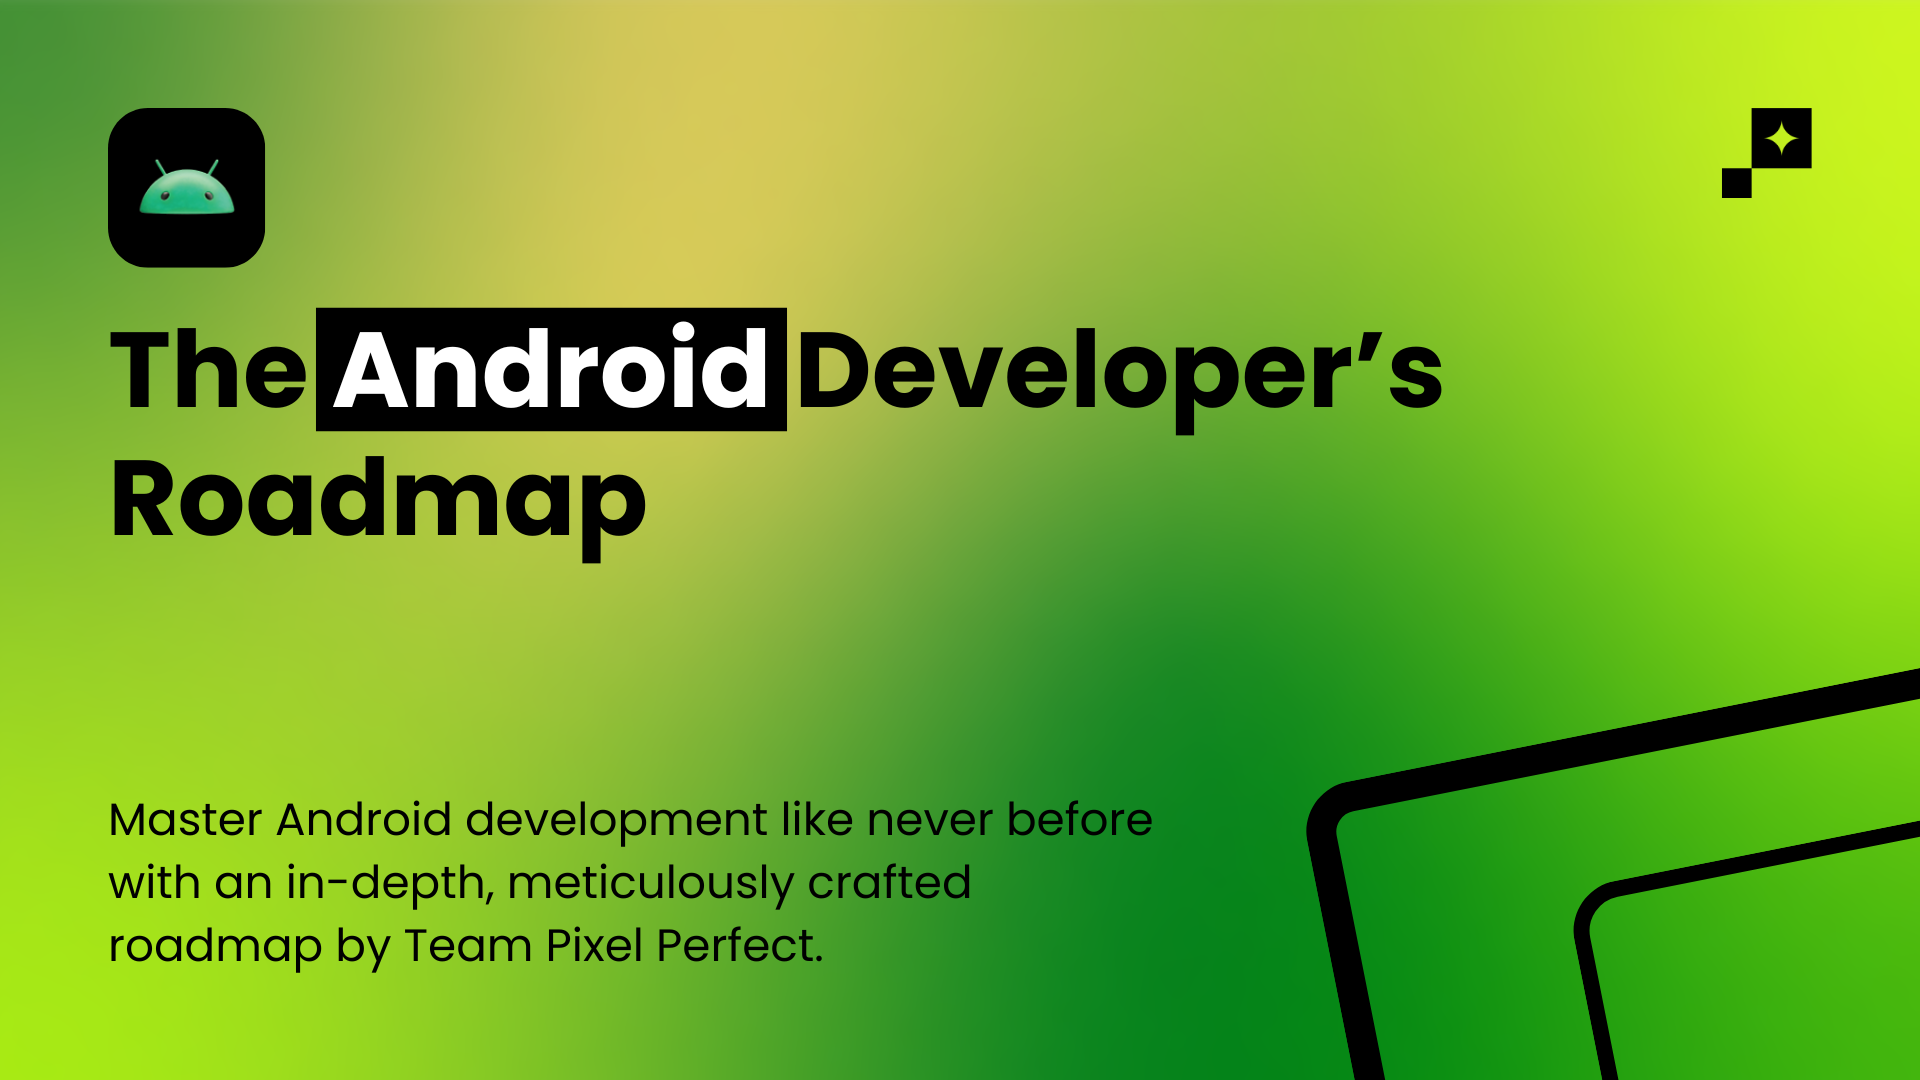 The Android Developer’s
Roadmap
Master Android development like never before
with an in-depth, meticulously crafted
roadmap by Team Pixel Perfect.